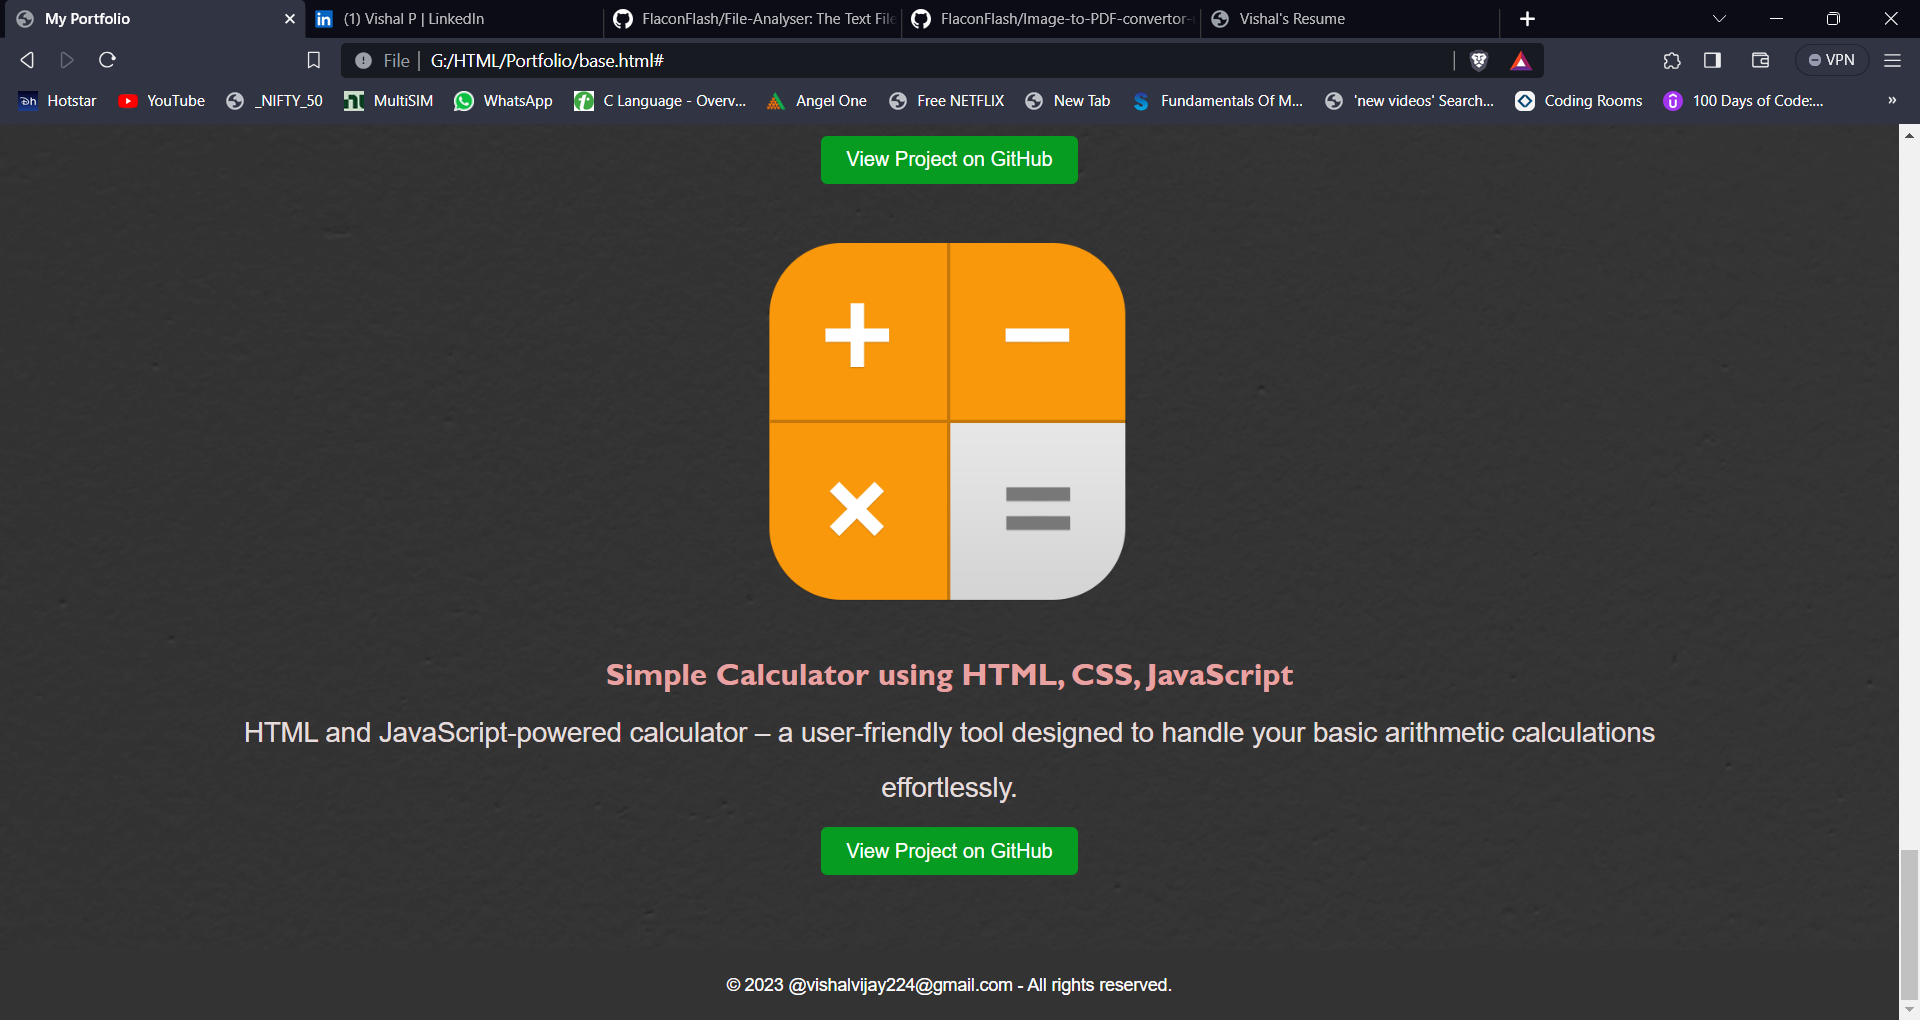 My Portfolio
(1) Vishal P | LinkedIn
FlaconFlash/File-Analyser: The Text File
FlaconFlash/Image-to-PDF-convertor-
Vishal's Resume
File
G:/HTML/Portfolio/base.html#
VPN
Hotstar
YouTube
_NIFTY_50
MultiSIM
WhatsApp
C Language - Overv...
Angel One
Free NETFLIX
New Tab
Fundamentals Of M...
'new videos' Search...
Coding Rooms
100 Days of Code:...
View Project on GitHub
Simple Calculator using HTML, CSS, JavaScript
HTML and JavaScript-powered calculator – a user-friendly tool designed to handle your basic arithmetic calculations
effortlessly.
View Project on GitHub
© 2023 @vishalvijay224@gmail.com - All rights reserved.